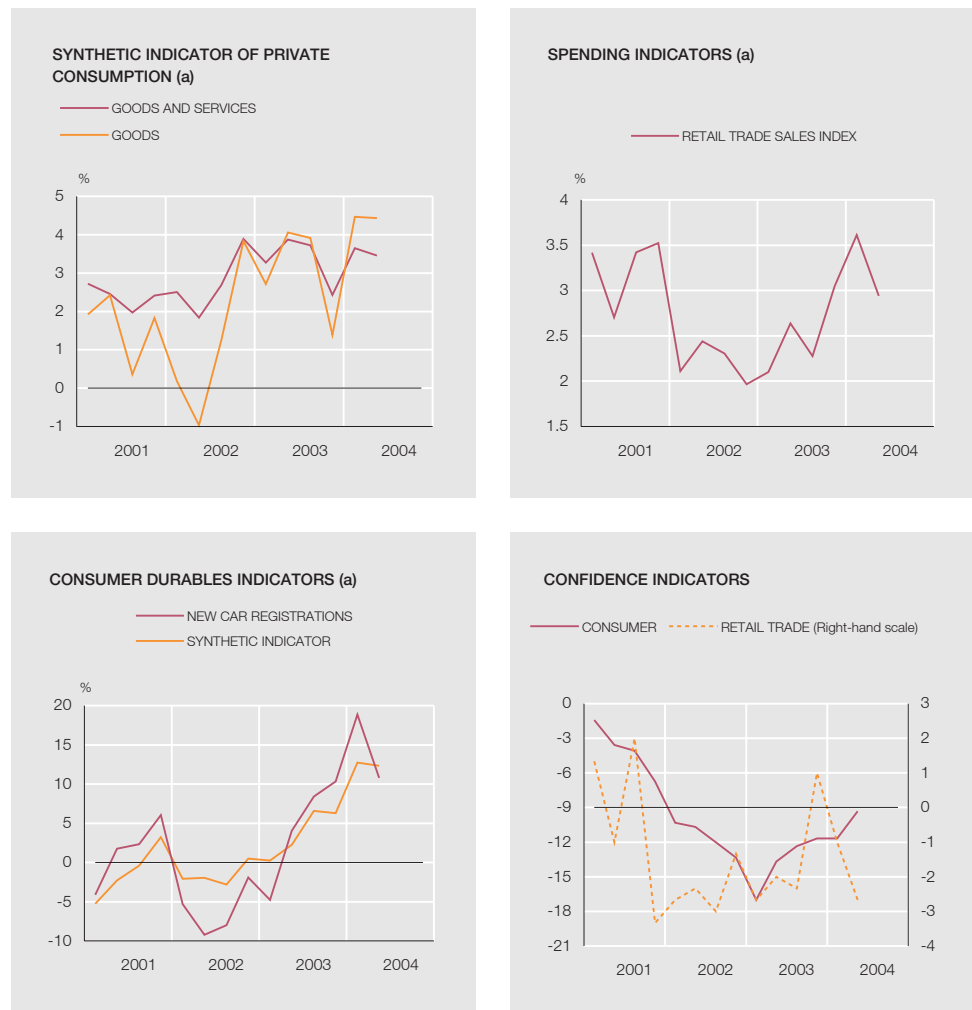 SYNTHETIC INDICATOR OF PRIVATE
CONSUMPTION (a)
GOODS AND SERVICES
GOODS
%
5
4
3
2
1
0
-1
2001 2002 2003 2004
SPENDING INDICATORS (a)
RETAIL TRADE SALES INDEX
%
4
3.5
3
2.5
2
1.5
2001 2002 2003 2004
CONSUMER DURABLES INDICATORS (a)
NEW CAR REGISTRATIONS
SYNTHETIC INDICATOR
%
20
15
10
5
0
-5
-10
2001 2002 2003 2004
CONFIDENCE INDICATORS
CONSUMER RETAIL TRADE (Right-hand scale)
0 3
-3 2
-6 1
-9 0
-12 -1
-15 -2
-18 -3
-21 -4
2001 2002 2003 2004